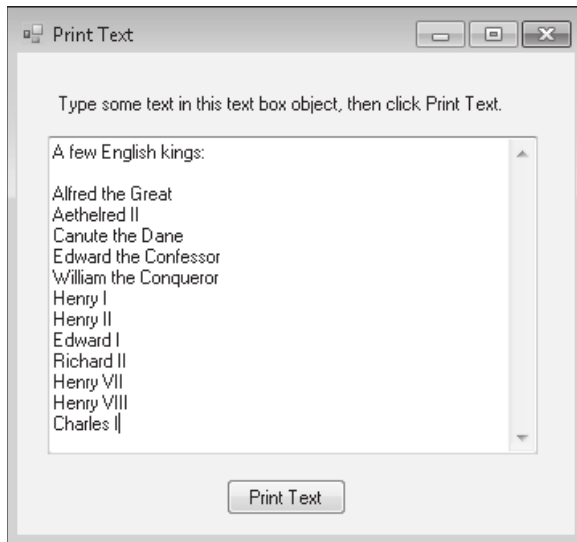 Print Text
Type some text in this text box object, then click Print Text.
A few English kings:
Alfred the Great
Aethelred II
Canute the Dane
Edward the Confessor
William the Conqueror
Henry I
Henry II
Edward I
Richard II
Henry VII
Henry VIII
Charles I
Print Text